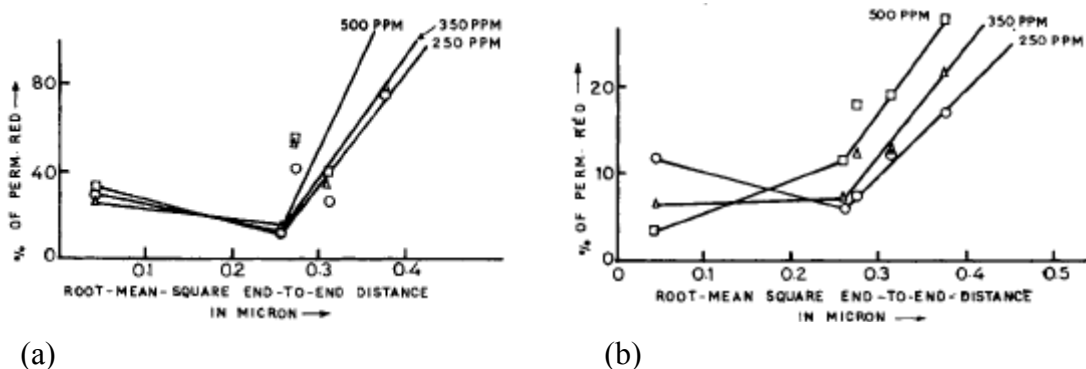 500 PPM
350 PPM
250 PPM
% OF PERM. RED
80
40
0
0.1
0.2
0.3
0.4
ROOT-MEAN-SQUARE END-TO-END DISTANCE
IN MICRON
(a)
500 PPM
350 PPM
250 PPM
% OF PERM. RED
20
10
0
0
0.1
0.2
0.3
0.4
0.5
ROOT-MEAN SQUARE END-TO-END-DISTANCE
IN MICRON
(b)